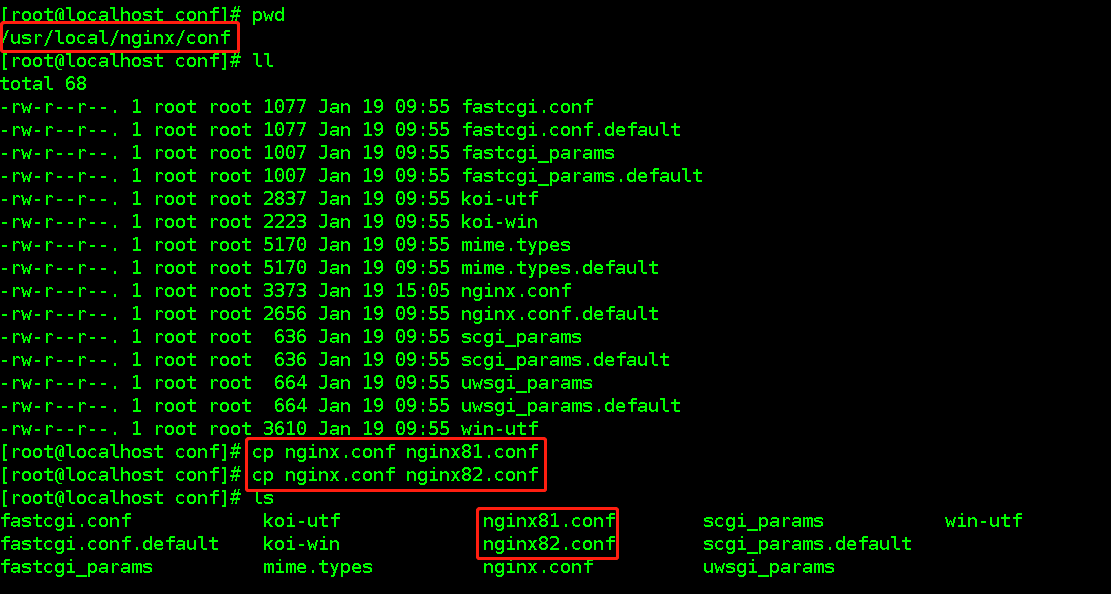 [root@localhost conf]# pwd
/usr/local/nginx/conf
[root@localhost conf]# ll
total 68
-rw-r--r--. 1 root root 1077 Jan 19 09:55 fastcgi.conf
-rw-r--r--. 1 root root 1077 Jan 19 09:55 fastcgi.conf.default
-rw-r--r--. 1 root root 1007 Jan 19 09:55 fastcgi_params
-rw-r--r--. 1 root root 1007 Jan 19 09:55 fastcgi_params.default
-rw-r--r--. 1 root root 2837 Jan 19 09:55 koi-utf
-rw-r--r--. 1 root root 2223 Jan 19 09:55 koi-win
-rw-r--r--. 1 root root 5170 Jan 19 09:55 mime.types
-rw-r--r--. 1 root root 5170 Jan 19 09:55 mime.types.default
-rw-r--r--. 1 root root 3373 Jan 19 15:05 nginx.conf
-rw-r--r--. 1 root root 2656 Jan 19 09:55 nginx.conf.default
-rw-r--r--. 1 root root  636 Jan 19 09:55 scgi_params
-rw-r--r--. 1 root root  636 Jan 19 09:55 scgi_params.default
-rw-r--r--. 1 root root  664 Jan 19 09:55 uwsgi_params
-rw-r--r--. 1 root root  664 Jan 19 09:55 uwsgi_params.default
-rw-r--r--. 1 root root 3610 Jan 19 09:55 win-utf
[root@localhost conf]# cp nginx.conf nginx81.conf
[root@localhost conf]# cp nginx.conf nginx82.conf
[root@localhost conf]# ls
fastcgi.conf            koi-utf             nginx81.conf        scgi_params           win-utf
fastcgi.conf.default    koi-win             nginx82.conf        scgi_params.default
fastcgi_params          mime.types          nginx.conf          uwsgi_params